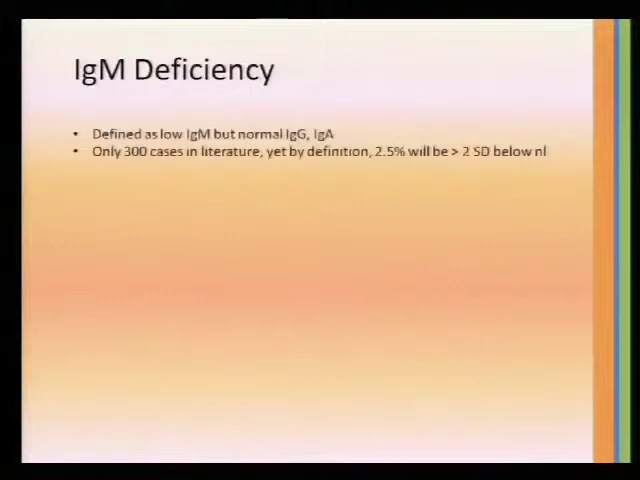 IgM Deficiency
• Defined as low IgM but normal IgG, IgA
• Only 300 cases in literature, yet by definition, 2.5% will be > 2 SD below nl